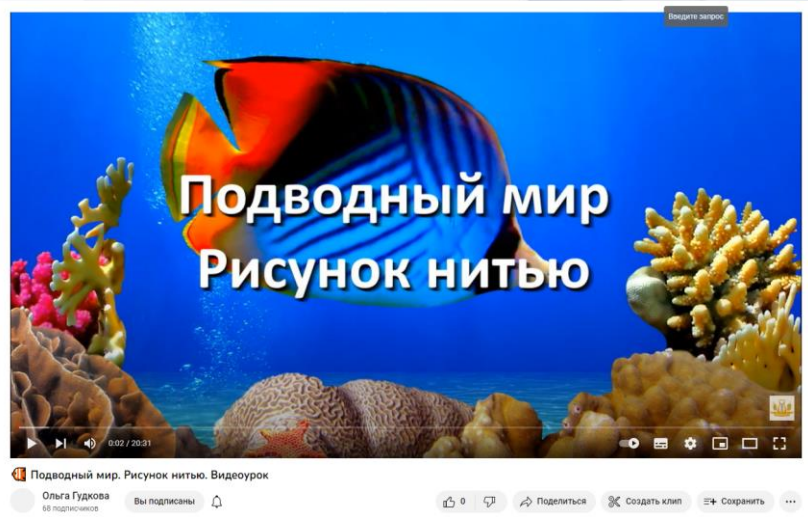 Введите запрос
Подводный мир
Рисунок нитью
0:02 / 20:31
Подводный мир. Рисунок нитью. Видеоурок
Ольга Гудкова
68 подписчиков
Вы подписаны
0
Поделиться
Создать клип
Сохранить